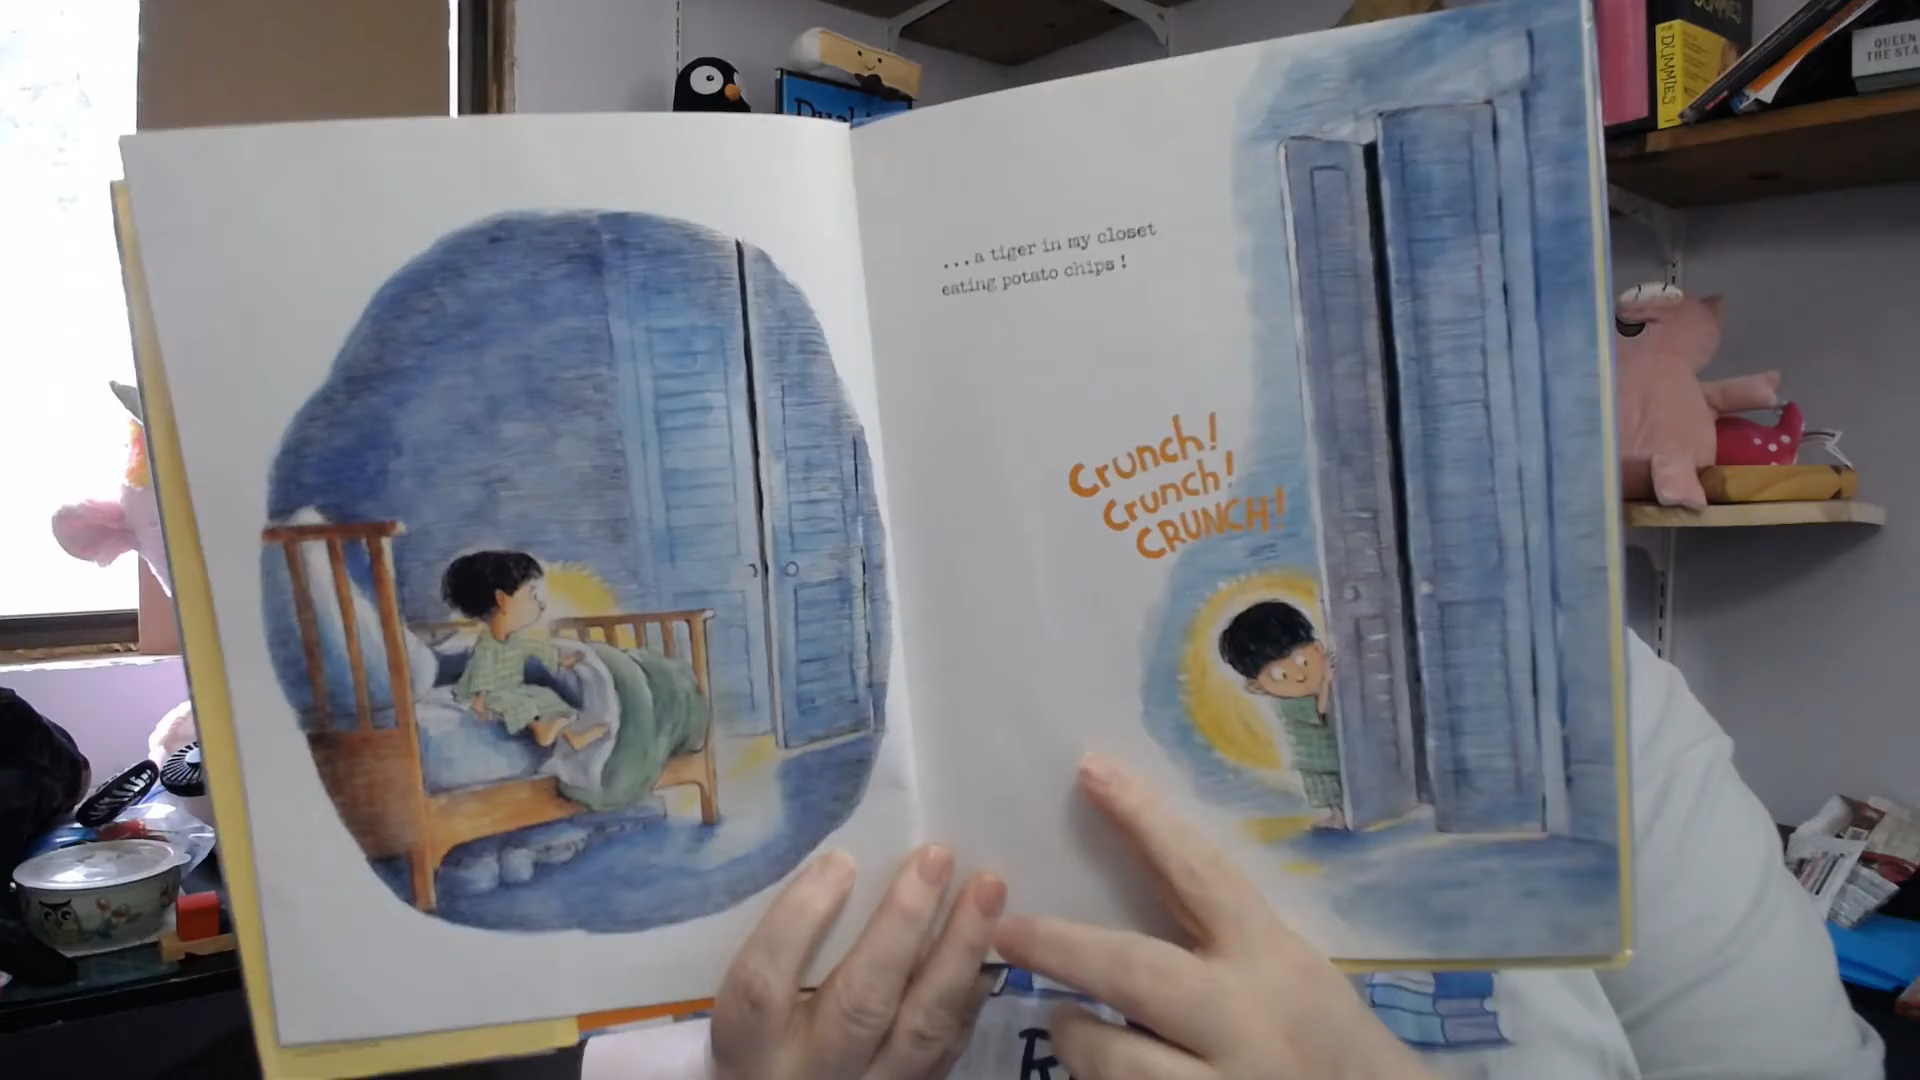 ...a tiger in my closet
eating potato chips!
Crunch!
Crunch!
CRUNCH!
DUMMIES
QUEEN
THE STA